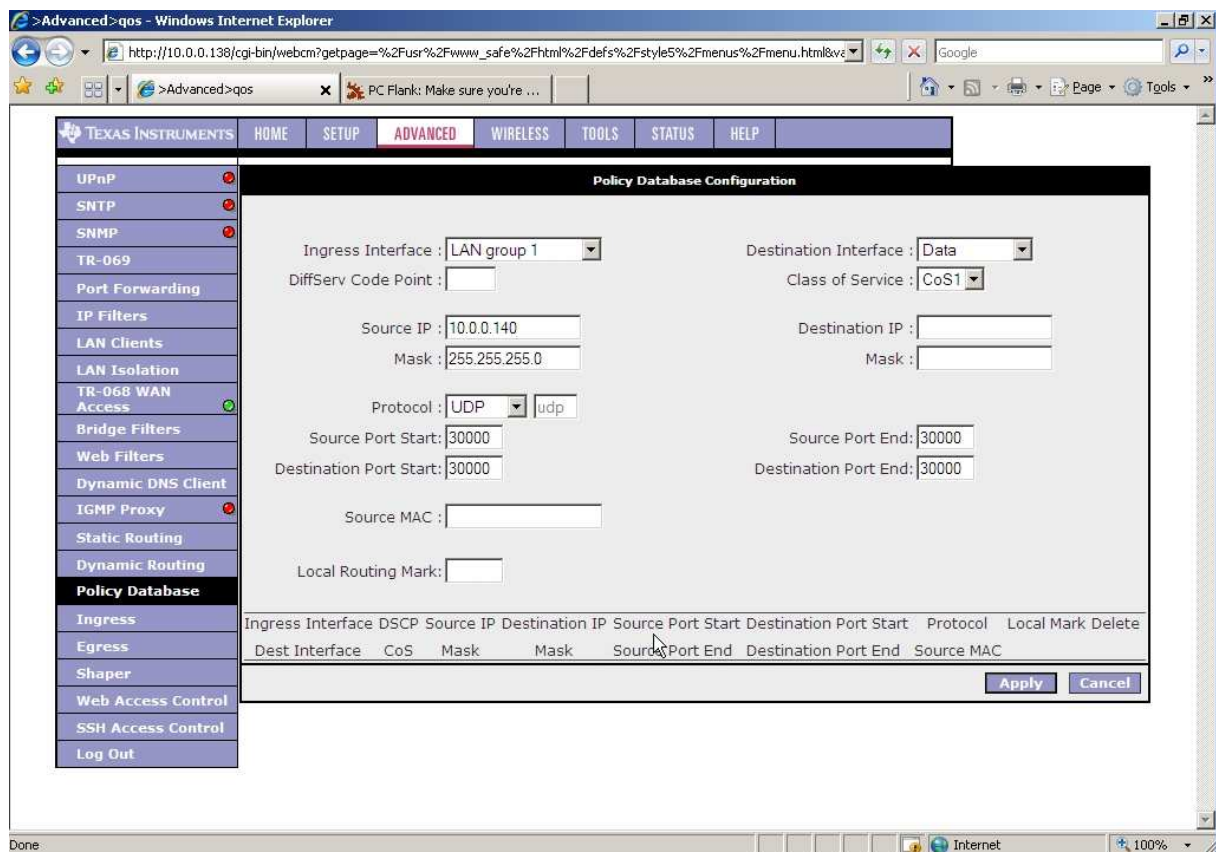 >Advanced>qos - Windows Internet Explorer
http://10.0.0.138/cgi-bin/webcm?getpage=%2Fusr%2Fwww_safe%2Fhtml%2Fdefs%2Fstyle5%2Fmenus%2Fmenu.html&va
Google
>Advanced>qos
PC Flank: Make sure you're ...
Page
Tools
»
TEXAS INSTRUMENTS
HOME SETUP ADVANCED WIRELESS TOOLS STATUS HELP
UPnP
SNTP
SNMP
TR-069
Port Forwarding
IP Filters
LAN Clients
LAN Isolation
TR-068 WAN
Access
Bridge Filters
Web Filters
Dynamic DNS Client
IGMP Proxy
Static Routing
Dynamic Routing
Policy Database
Ingress
Egress
Shaper
Web Access Control
SSH Access Control
Log Out
Policy Database Configuration
Ingress Interface : LAN group 1 Destination Interface : Data
DiffServ Code Point : Class of Service : CoS1
Source IP : 10.0.0.140 Destination IP :
Mask : 255.255.255.0 Mask :
Protocol : UDP udp
Source Port Start: 30000 Source Port End: 30000
Destination Port Start: 30000 Destination Port End: 30000
Source MAC :
Local Routing Mark:
Ingress Interface DSCP Source IP Destination IP Source Port Start Destination Port Start Protocol Local Mark Delete
Dest Interface CoS Mask Mask Source Port End Destination Port End Source MAC
Apply Cancel
Done Internet 100%